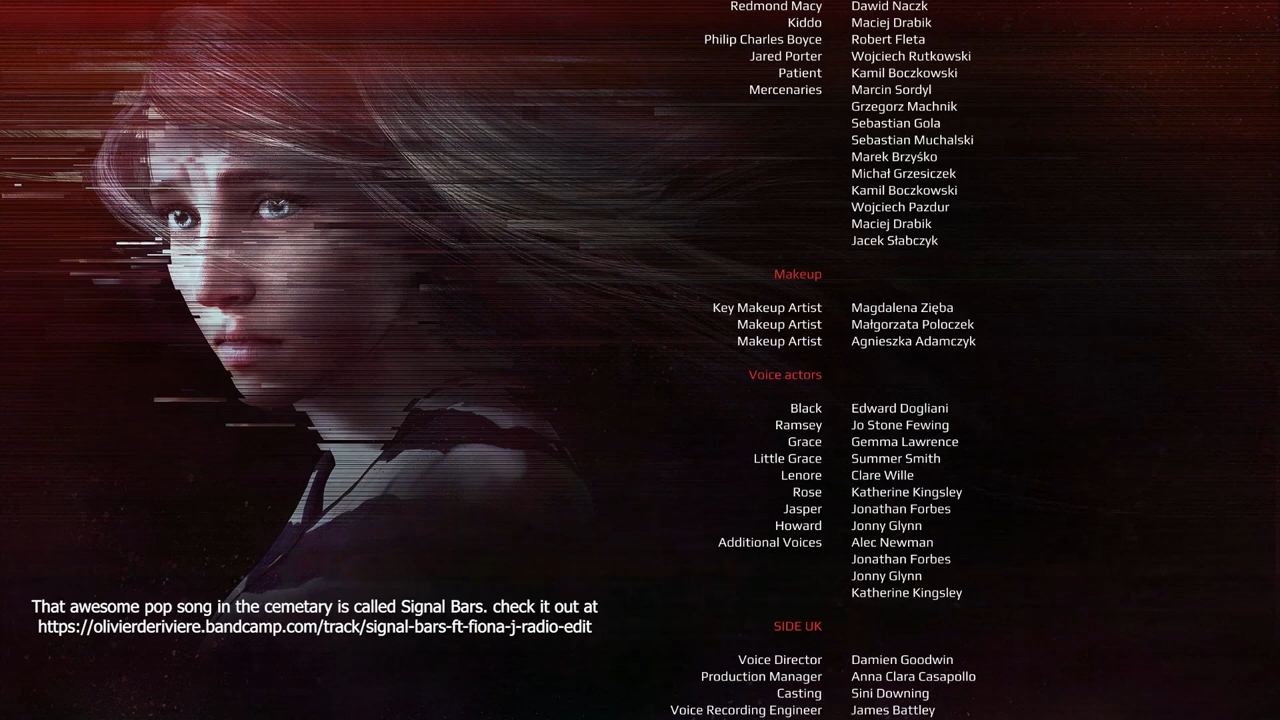 Redmond Macy Dawid Naczk
Kiddo Maciej Drabik
Philip Charles Boyce Robert Fleta
Jared Porter Wojciech Rutkowski
Patient Kamil Boczkowski
Mercenaries Marcin Sordyl
Grzegorz Machnik
Sebastian Gola
Sebastian Muchalski
Marek Brzyśko
Michał Grzesiczek
Kamil Boczkowski
Wojciech Pazdur
Maciej Drabik
Jacek Słabczyk
Makeup
Key Makeup Artist Magdalena Zięba
Makeup Artist Małgorzata Poloczek
Makeup Artist Agnieszka Adamczyk
Voice actors
Black Edward Dogliani
Ramsey Jo Stone Fewing
Grace Gemma Lawrence
Little Grace Summer Smith
Lenore Clare Wille
Rose Katherine Kingsley
Jasper Jonathan Forbes
Howard Jonny Glynn
Additional Voices Alec Newman
Jonathan Forbes
Jonny Glynn
Katherine Kingsley
SIDE UK
Voice Director Damien Goodwin
Production Manager Anna Clara Casapollo
Casting Sini Downing
Voice Recording Engineer James Battley
That awesome pop song in the cemetary is called Signal Bars. check it out at
https://olivierderiviere.bandcamp.com/track/signal-bars-ft-fiona-j-radio-edit